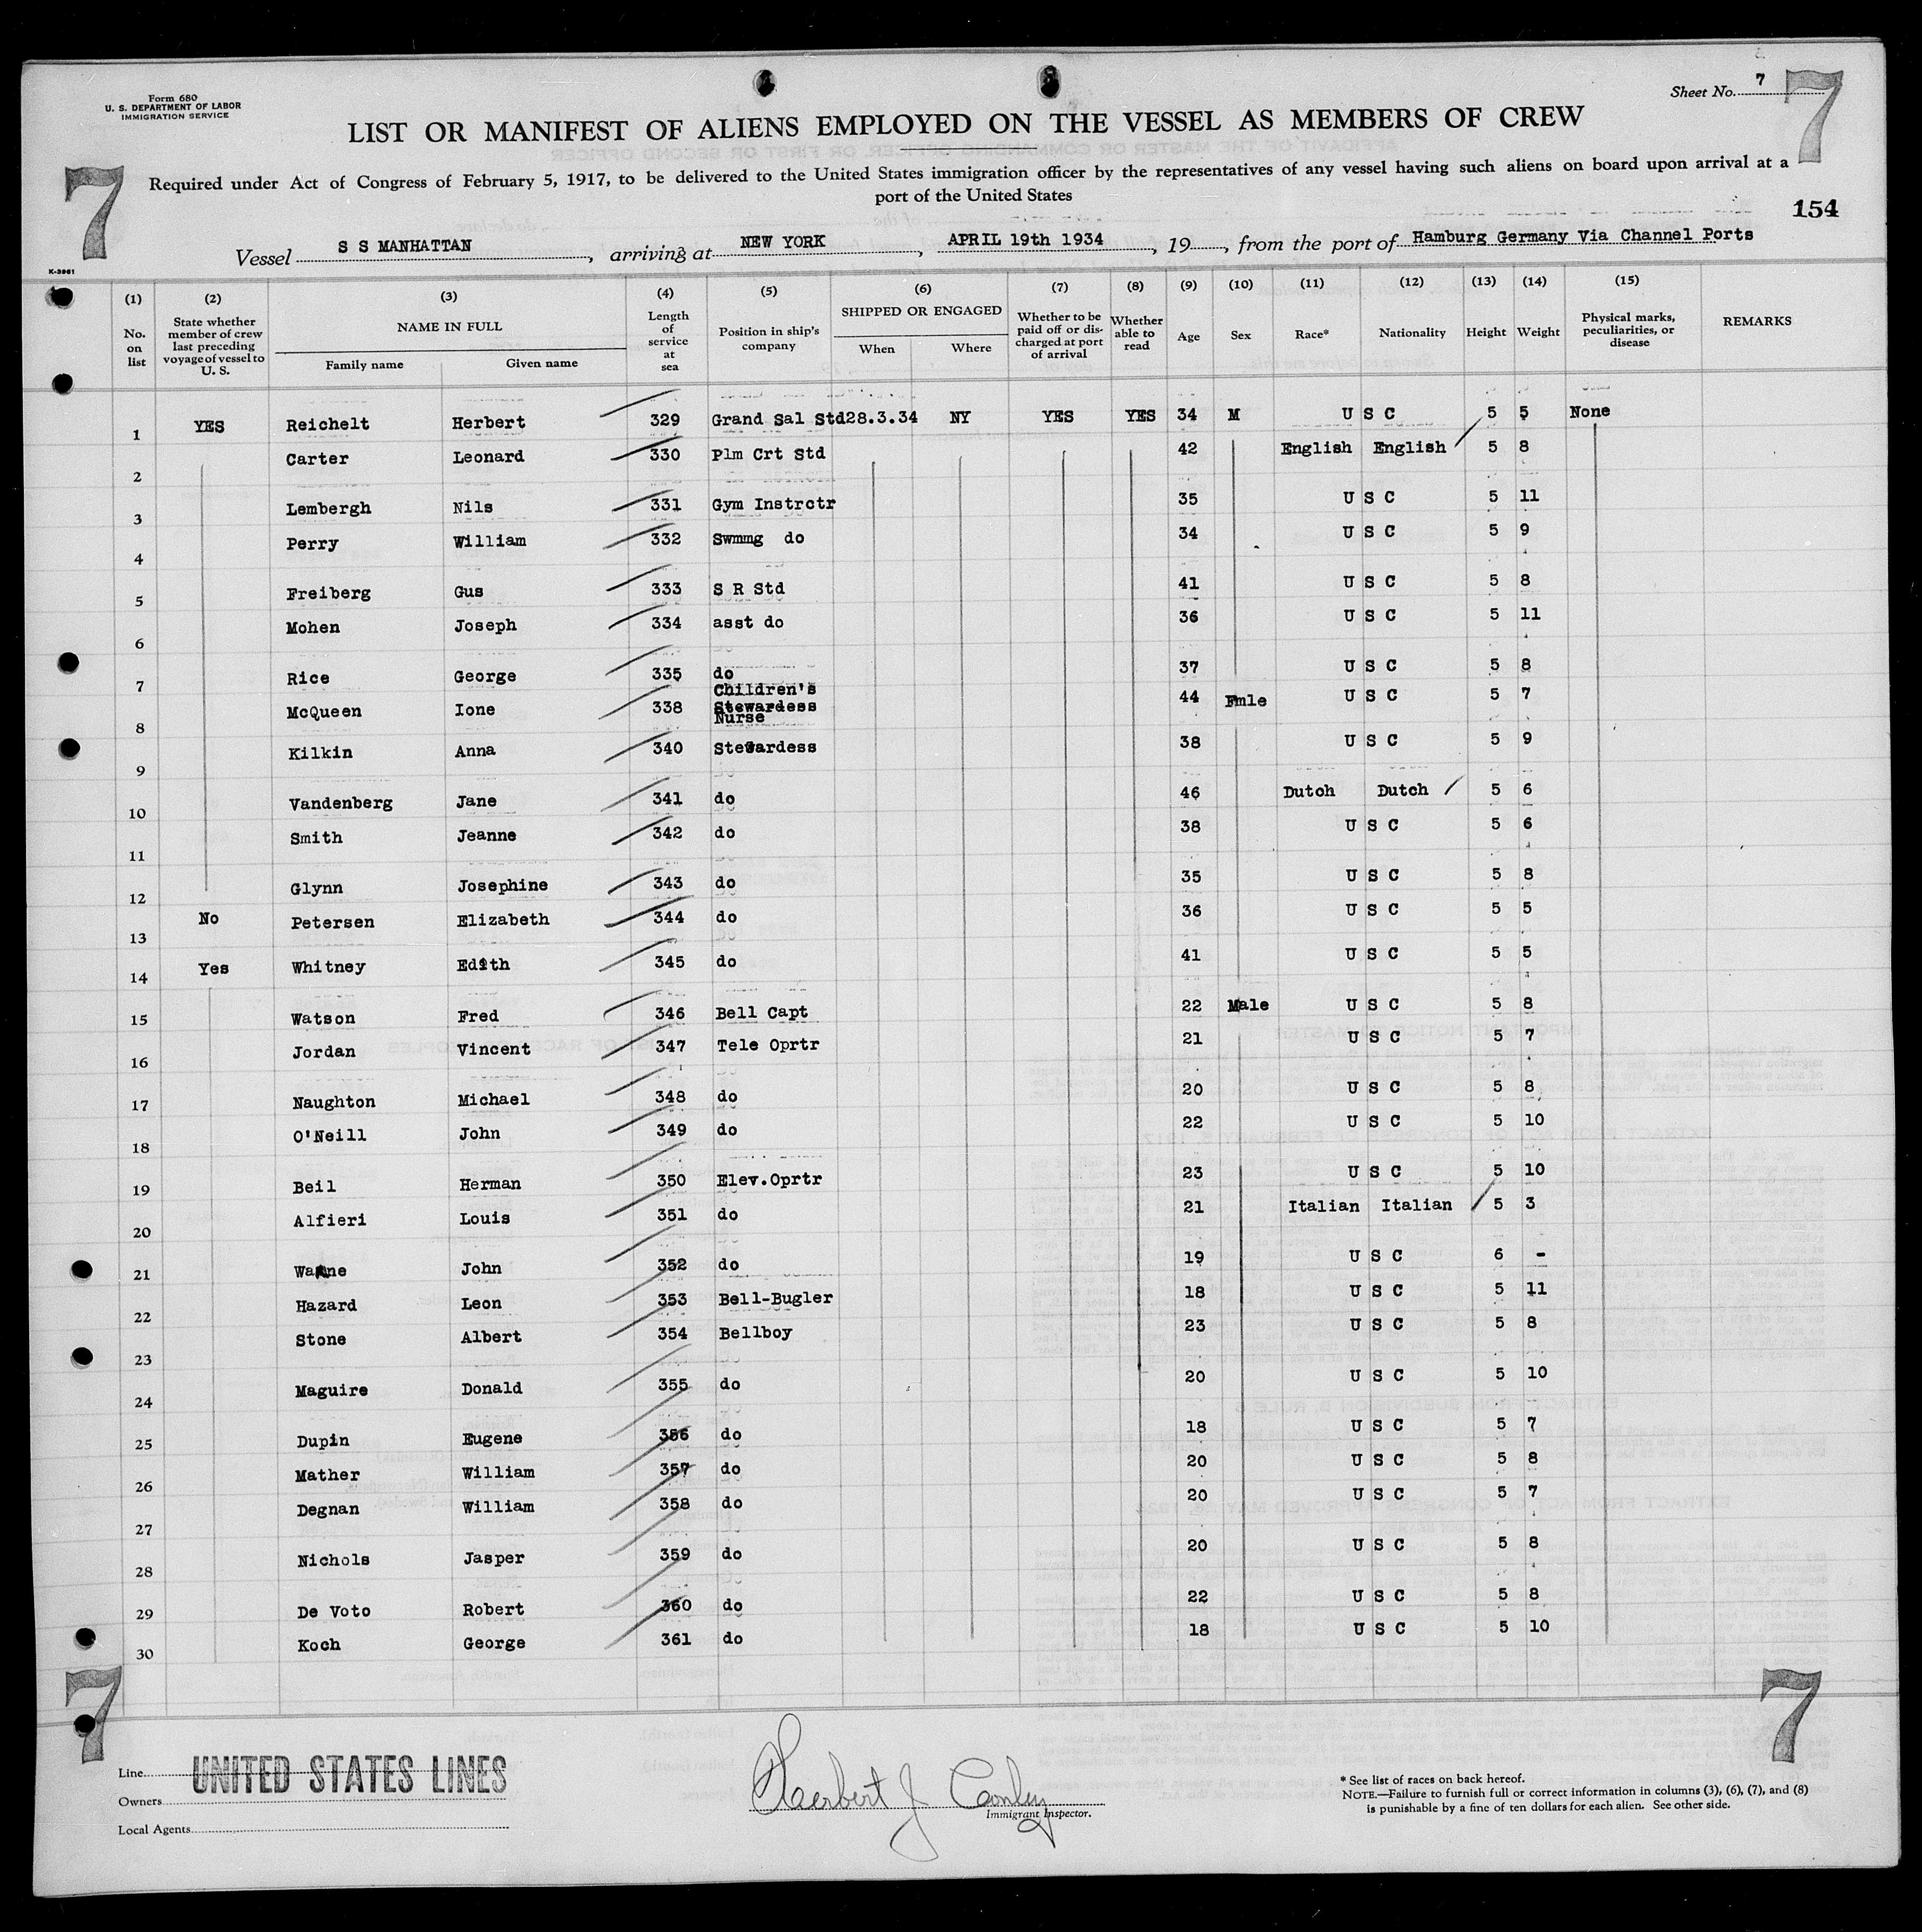 Form 680
U. S. DEPARTMENT OF LABOR
IMMIGRATION SERVICE
Sheet No. 7
7
7
LIST OR MANIFEST OF ALIENS EMPLOYED ON THE VESSEL AS MEMBERS OF CREW
Required under Act of Congress of February 5, 1917, to be delivered to the United States immigration officer by the representatives of any vessel having such aliens on board upon arrival at a
port of the United States
154
Vessel S S MANHATTAN, arriving at NEW YORK, APRIL 19th 1934, 19, from the port of Hamburg Germany Via Channel Ports
K-3961
(1) (2) (3) (4) (5) (6) (7) (8) (9) (10) (11) (12) (13) (14) (15)
No. on list
State whether member of crew last preceding voyage of vessel to U. S.
NAME IN FULL
Family name Given name
Length of service at sea
Position in ship's company
SHIPPED OR ENGAGED
When Where
Whether to be paid off or discharged at port of arrival
Whether able to read
Age
Sex
Race*
Nationality
Height
Weight
Physical marks, peculiarities, or disease
REMARKS
1 YES Reichelt Herbert 329 Grand Sal Std 28.3.34 NY YES YES 34 M U S C 5 5 None
2 Carter Leonard 330 Plm Crt Std 42 English English 5 8
3 Lembergh Nils 331 Gym Instrctr 35 U S C 5 11
4 Perry William 332 Swmmg do 34 U S C 5 9
5 Freiberg Gus 333 S R Std 41 U S C 5 8
6 Mohen Joseph 334 asst do 36 U S C 5 11
7 Rice George 335 do 37 U S C 5 8
8 McQueen Ione 338 Children's Stewardess Nurse 44 Fmle U S C 5 7
9 Kilkin Anna 340 Stewardess 38 U S C 5 9
10 Vandenberg Jane 341 do 46 Dutch Dutch 5 6
11 Smith Jeanne 342 do 38 U S C 5 6
12 Glynn Josephine 343 do 35 U S C 5 8
13 No Petersen Elizabeth 344 do 36 U S C 5 5
14 Yes Whitney Edith 345 do 41 U S C 5 5
15 Watson Fred 346 Bell Capt 22 Male U S C 5 8
16 Jordan Vincent 347 Tele Oprtr 21 U S C 5 7
17 Naughton Michael 348 do 20 U S C 5 8
18 O'Neill John 349 do 22 U S C 5 10
19 Beil Herman 350 Elev.Oprtr 23 U S C 5 10
20 Alfieri Louis 351 do 21 Italian Italian 5 3
21 John 352 do 19 U S C 6 -
22 Hazard Leon 353 Bell-Bugler 18 U S C 5 11
23 Stone Albert 354 Bellboy 23 U S C 5 8
24 Maguire Donald 355 do 20 U S C 5 10
25 Dupin Eugene 356 do 18 U S C 5 7
26 Mather William 357 do 20 U S C 5 8
27 Degnan William 358 do 20 U S C 5 7
28 Nichols Jasper 359 do 20 U S C 5 8
29 De Voto Robert 360 do 22 U S C 5 8
30 Koch George 361 do 18 U S C 5 10
7
7
Line UNITED STATES LINES
Owners
Local Agents
Herbert J Conley
Immigrant Inspector.
* See list of races on back hereof.
NOTE.—Failure to furnish full or correct information in columns (3), (6), (7), and (8)
is punishable by a fine of ten dollars for each alien. See other side.